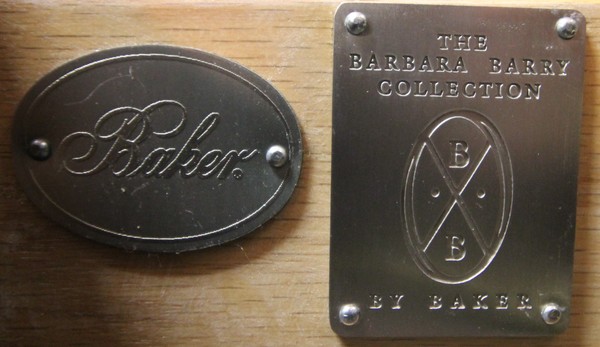 Baker®
THE
BARBARA BARRY
COLLECTION
B
B
BY BAKER